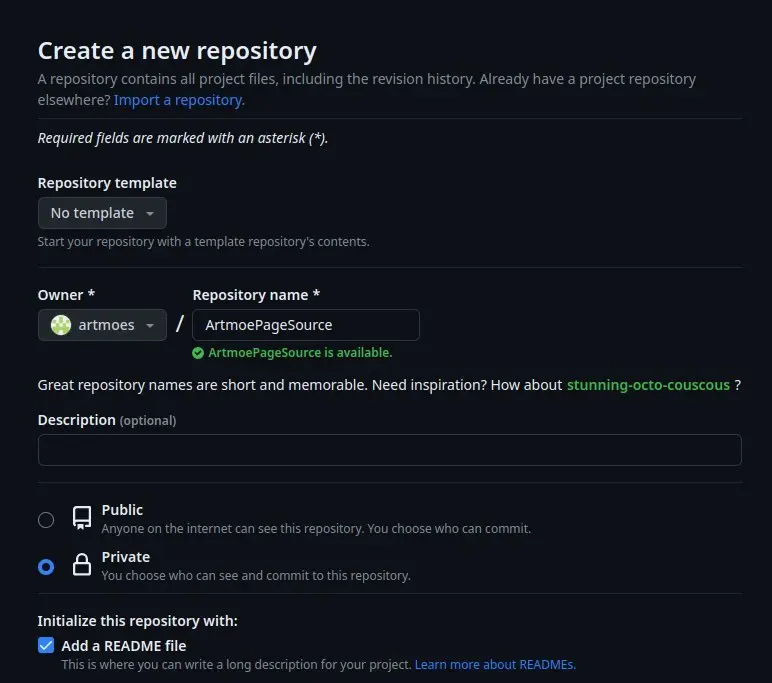 Create a new repository
A repository contains all project files, including the revision history. Already have a project repository
elsewhere? Import a repository.
Required fields are marked with an asterisk (*).
Repository template
No template
Start your repository with a template repository's contents.
Owner * Repository name *
artmoes / ArtmoePageSource
ArtmoePageSource is available.
Great repository names are short and memorable. Need inspiration? How about stunning-octo-couscous ?
Description (optional)
Public
Anyone on the internet can see this repository. You choose who can commit.
Private
You choose who can see and commit to this repository.
Initialize this repository with:
Add a README file
This is where you can write a long description for your project. Learn more about READMEs.